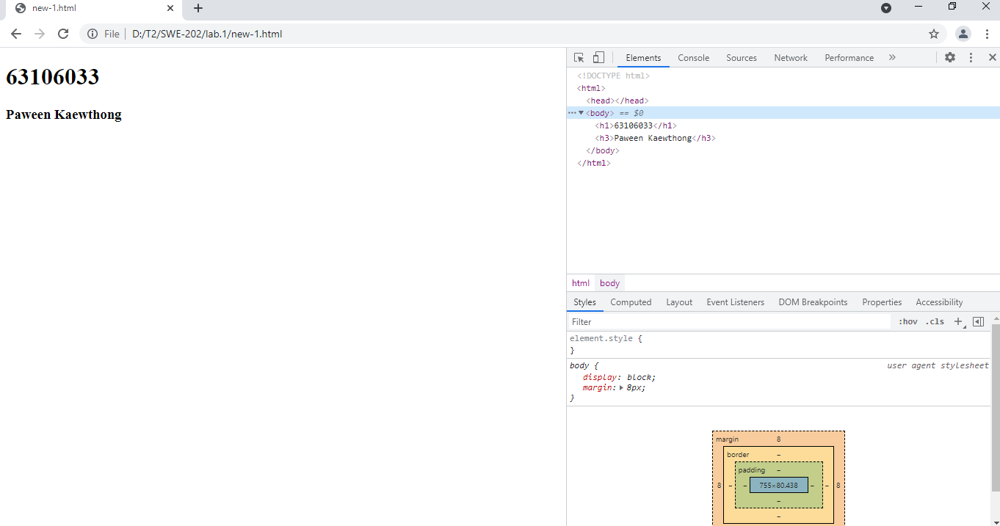 new-1.html
File
D:/T2/SWE-202/lab.1/new-1.html
63106033
Paween Kaewthong
Elements Console Sources Network Performance »
<!DOCTYPE html>
<html>
<head></head>
··· ▼<body> == $0
<h1>63106033</h1>
<h3>Paween Kaewthong</h3>
</body>
</html>
html body
Styles Computed Layout Event Listeners DOM Breakpoints Properties Accessibility
Filter :hov .cls +
element.style {
}
body { user agent stylesheet
display: block;
margin:▶8px;
}
margin 8
border –
padding –
8 – – 755×80.438 – – 8
–
–